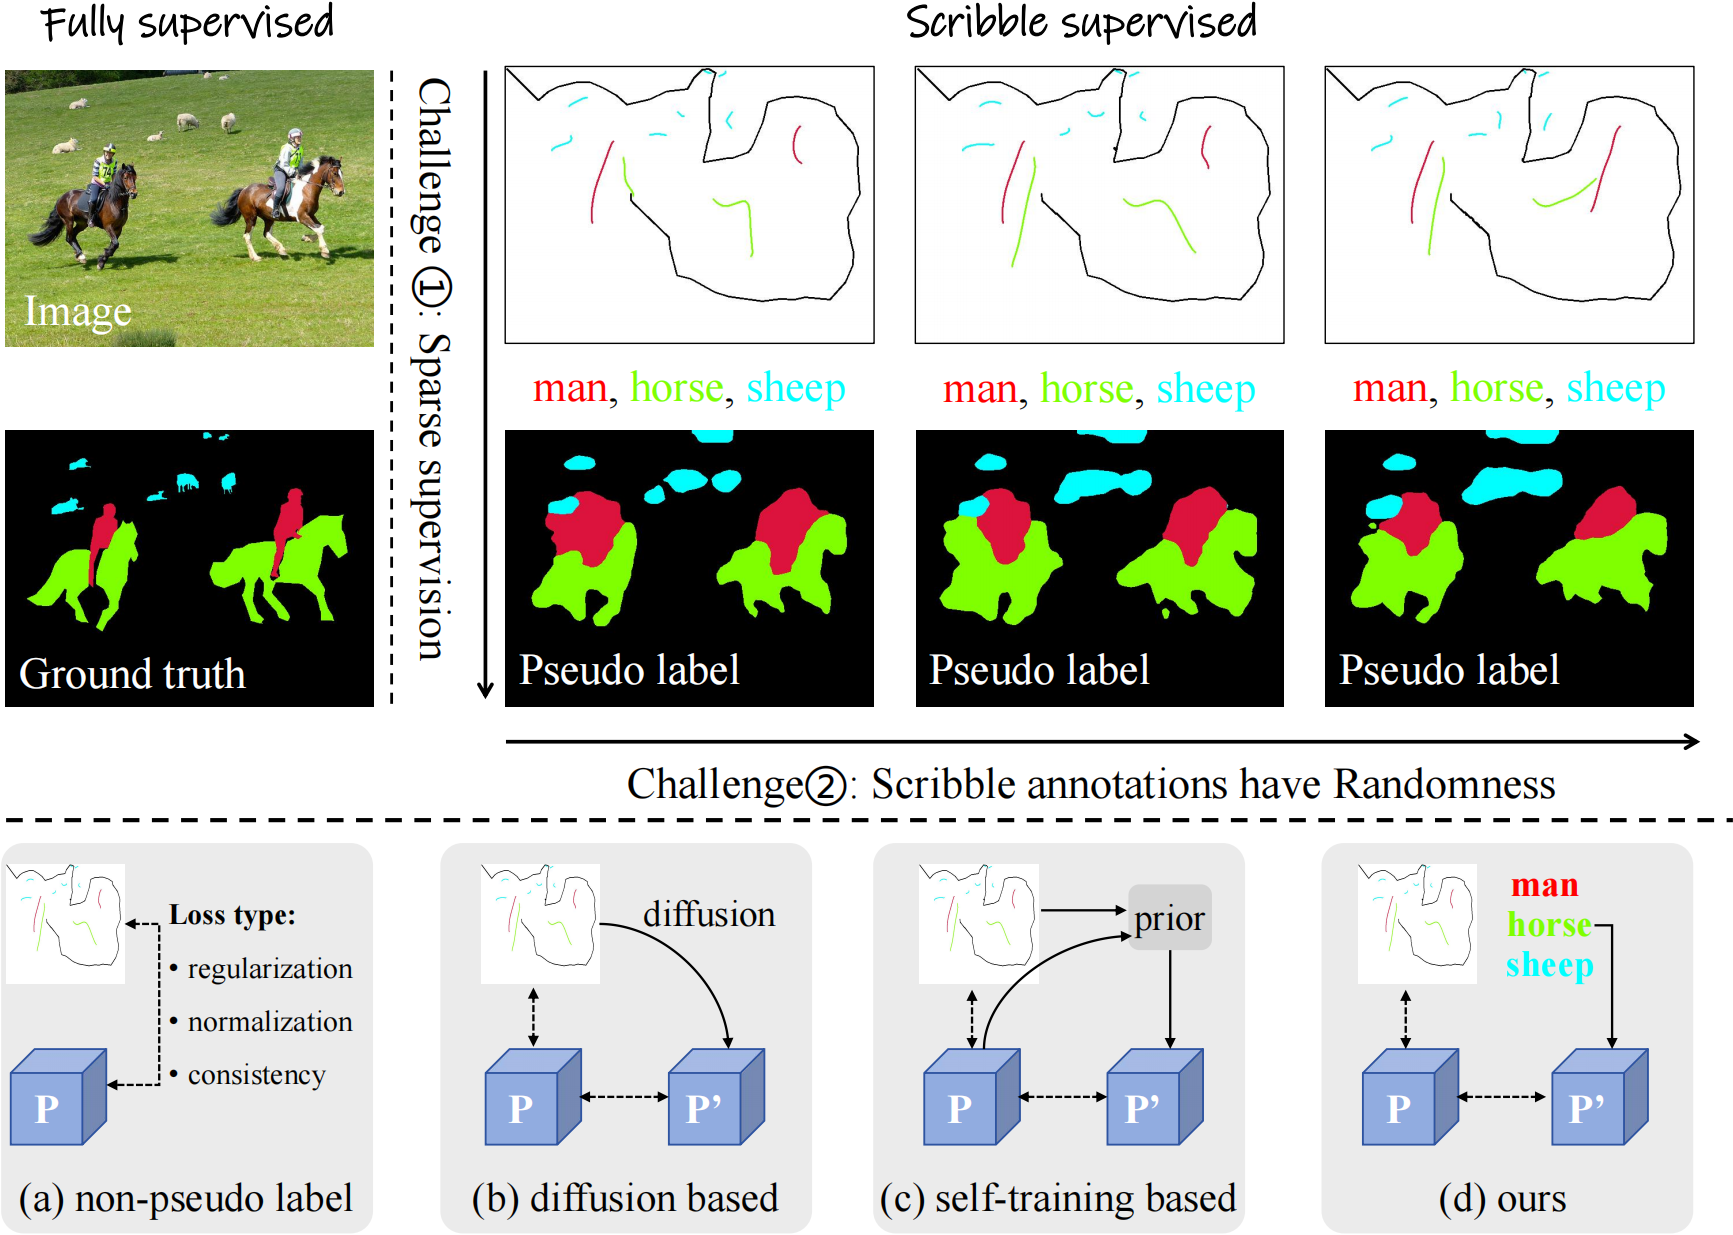 Fully supervised
Scribble supervised
Image
Challenge ①: Sparse supervision
man, horse, sheep
man, horse, sheep
man, horse, sheep
Ground truth
Pseudo label
Pseudo label
Pseudo label
Challenge②: Scribble annotations have Randomness
Loss type:
• regularization
• normalization
• consistency
P
(a) non-pseudo label
diffusion
P
P’
(b) diffusion based
prior
P
P’
(c) self-training based
man
horse
sheep
P
P’
(d) ours